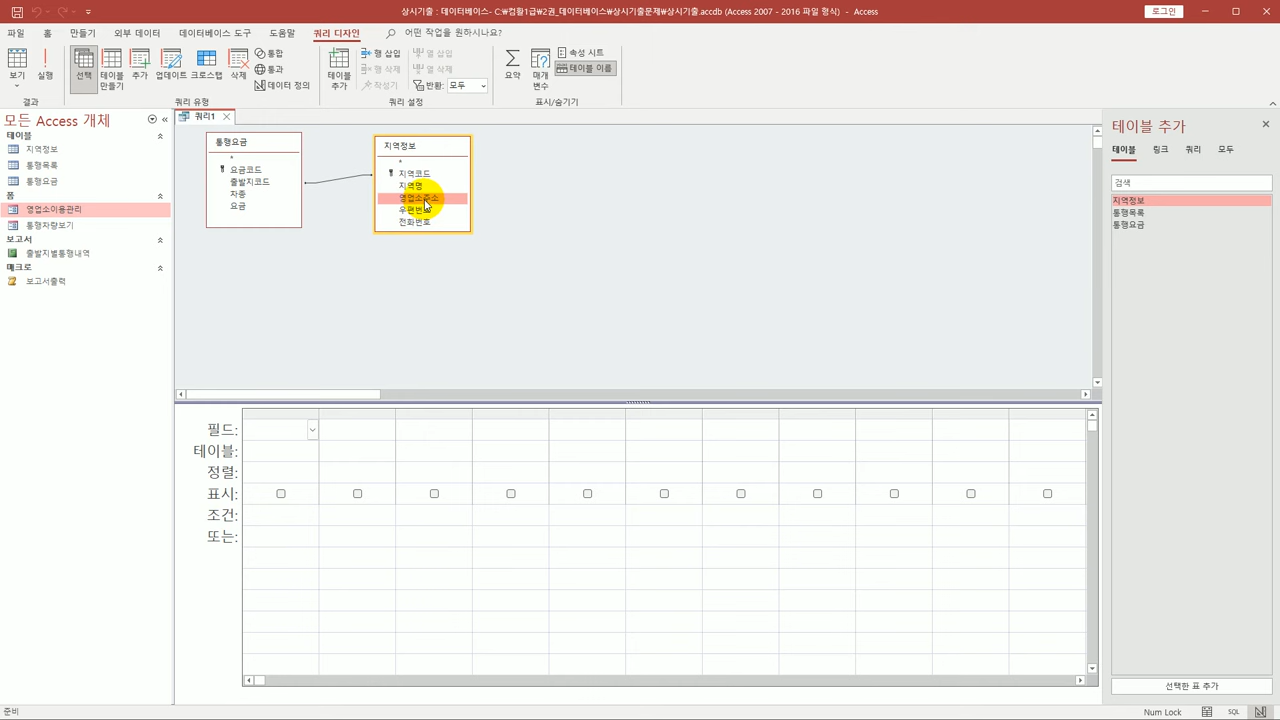 상시기술 : 데이터베이스- C:₩컴활1급₩2권_데이터베이스₩상시기출문제₩상시기술.accdb (Access 2007 - 2016 파일 형식) - Access
로그인
파일 홈 만들기 외부 데이터 데이터베이스 도구 도움말 쿼리 디자인 어떤 작업을 원하시나요?
보기 실행 선택 테이블 만들기 추가 업데이트 크로스탭 삭제
통합
통과
데이터 정의
테이블 추가
행 삽입
행 삭제
작성기
열 삽입
열 삭제
반환: 모두
요약 매개 변수
속성 시트
테이블 이름
결과 쿼리 유형 쿼리 설정 표시/숨기기
모든 Access 개체
테이블
지역정보
통행목록
통행요금
폼
영업소이용관리
통행차량보기
보고서
출발지별통행내역
매크로
보고서출력
쿼리1
통행요금
*
요금코드
출발지코드
차종
요금
지역정보
*
지역코드
지역명
영업소주소
우편번호
전화번호
필드:
테이블:
정렬:
표시:
조건:
또는:
테이블 추가
테이블 링크 쿼리 모두
검색
지역정보
통행목록
통행요금
선택한 표 추가
준비
Num Lock
SQL